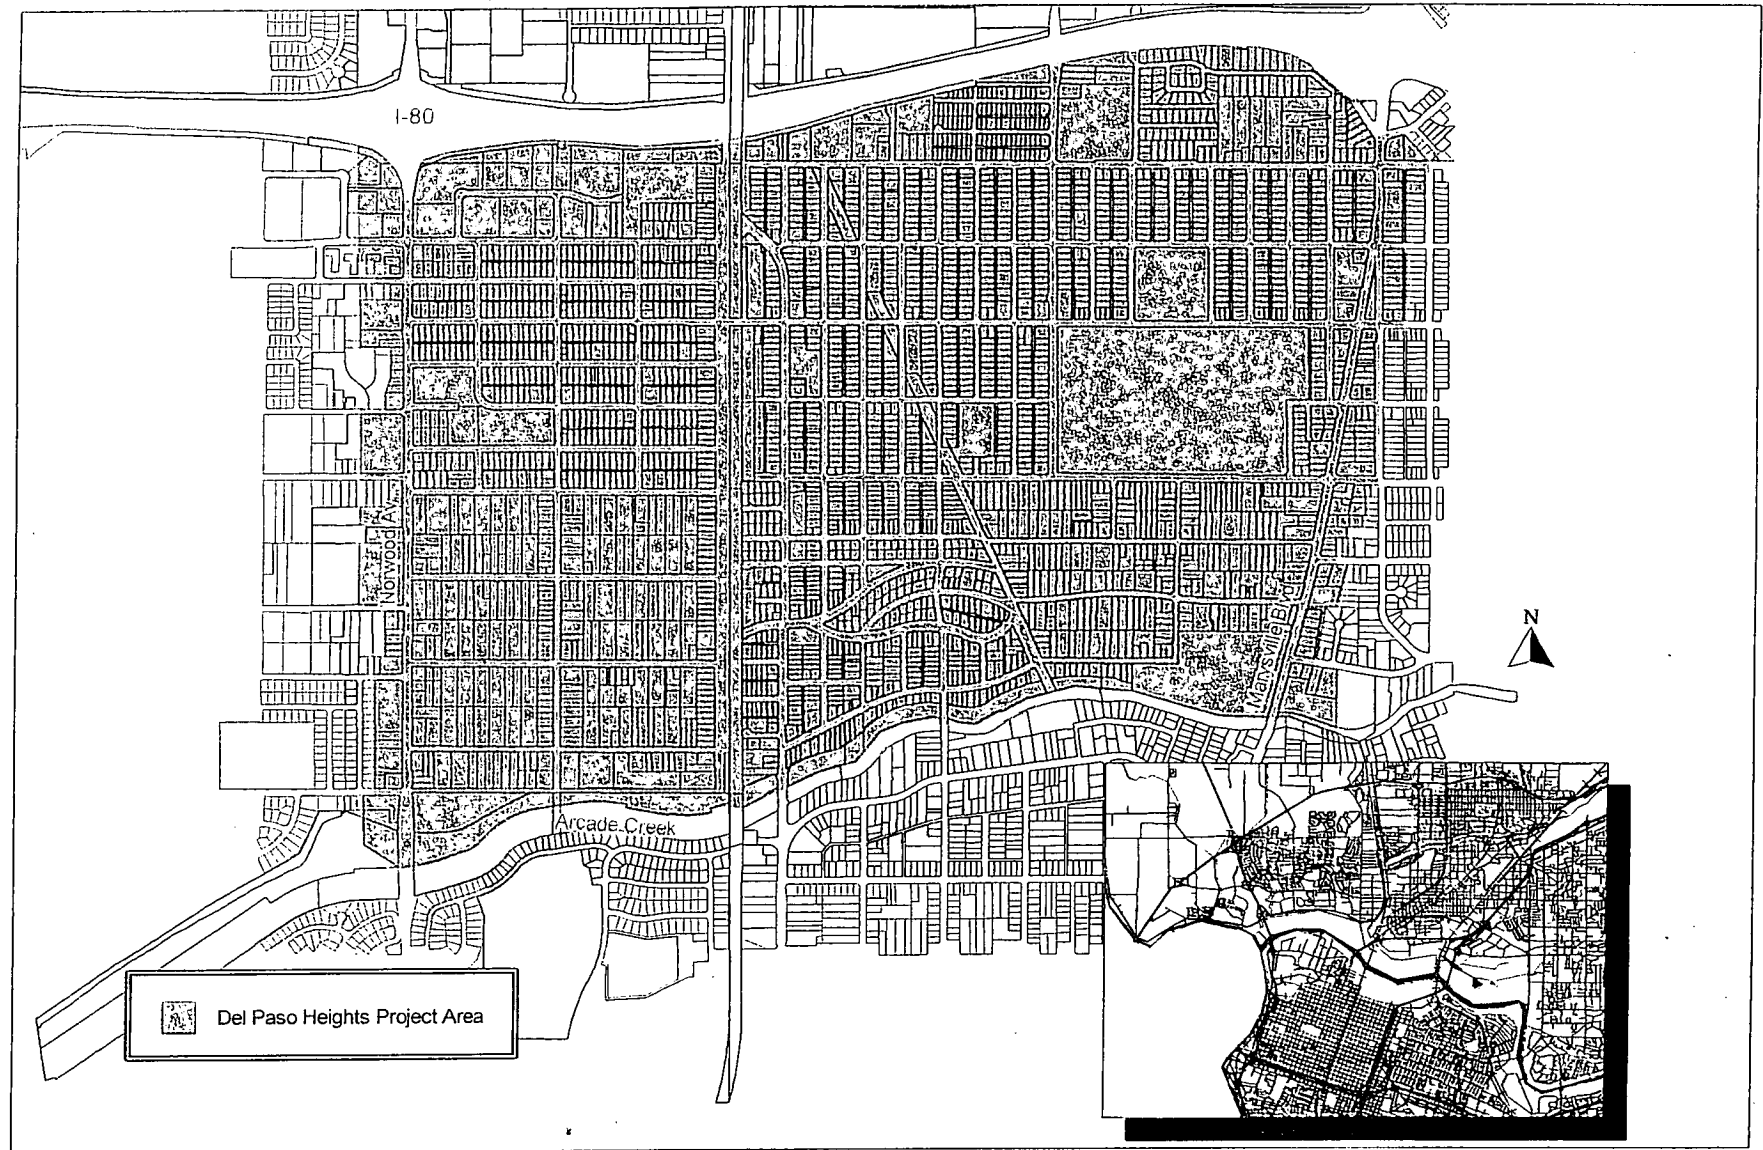 I-80
Norwood Av.
Marysville Blvd.
N
Arcade Creek
Del Paso Heights Project Area